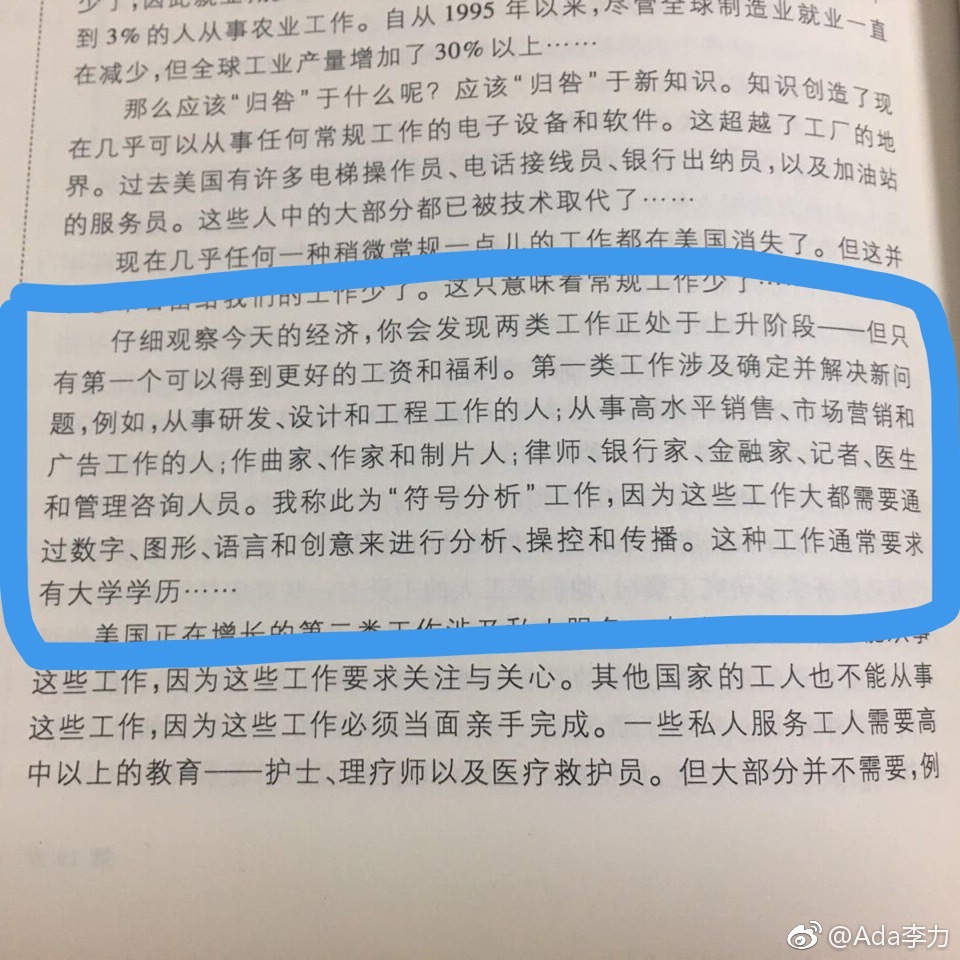 到3%的人从事农业工作。自从1995年以来,尽管全球制造业就业一直
在减少,但全球工业产量增加了30%以上……
那么应该“归咎”于什么呢?应该“归咎”于新知识。知识创造了现
在几乎可以从事任何常规工作的电子设备和软件。这超越了工厂的地
界。过去美国有许多电梯操作员、电话接线员、银行出纳员,以及加油站
的服务员。这些人中的大部分都已被技术取代了……
现在几乎任何一种稍微常规一点儿的工作都在美国消失了。但这并
给我们的工作少了。这只意味着常规工作少了…
仔细观察今天的经济,你会发现两类工作正处于上升阶段——但只
有第一个可以得到更好的工资和福利。第一类工作涉及确定并解决新问
题,例如,从事研发、设计和工程工作的人;从事高水平销售、市场营销和
广告工作的人;作曲家、作家和制片人;律师、银行家、金融家、记者、医生
和管理咨询人员。我称此为“符号分析”工作,因为这些工作大都需要通
过数字、图形、语言和创意来进行分析、操控和传播。这种工作通常要求
有大学学历……
美国正在增长的第二类工作涉及私人服务
这些工作,因为这些工作要求关注与关心。其他国家的工人也不能从事
这些工作,因为这些工作必须当面亲手完成。一些私人服务工人需要高
中以上的教育——护士、理疗师以及医疗救护员。但大部分并不需要,例
@Ada李力